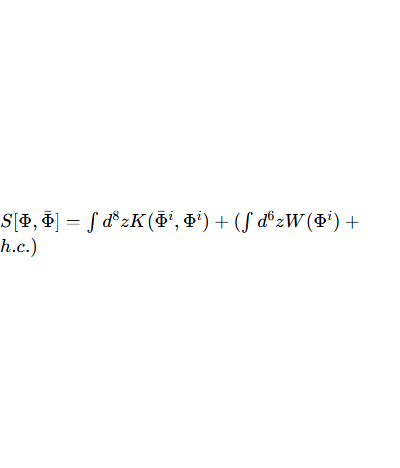 S[Φ, Φ̄] = ∫ d⁸zK(Φ̄ⁱ, Φⁱ) + (∫ d⁶zW(Φⁱ) +
h.c.)